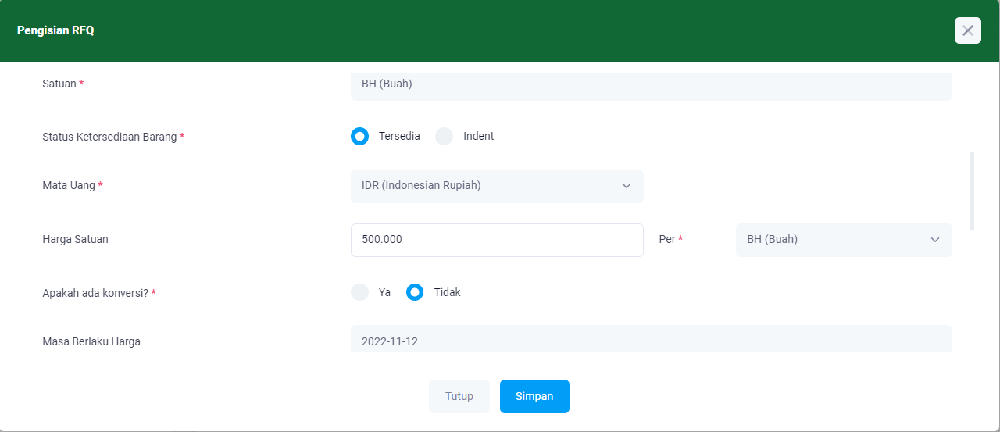 Pengisian RFQ
Satuan * BH (Buah)
Status Ketersediaan Barang * Tersedia Indent
Mata Uang * IDR (Indonesian Rupiah)
Harga Satuan 500.000 Per * BH (Buah)
Apakah ada konversi? * Ya Tidak
Masa Berlaku Harga 2022-11-12
Tutup Simpan